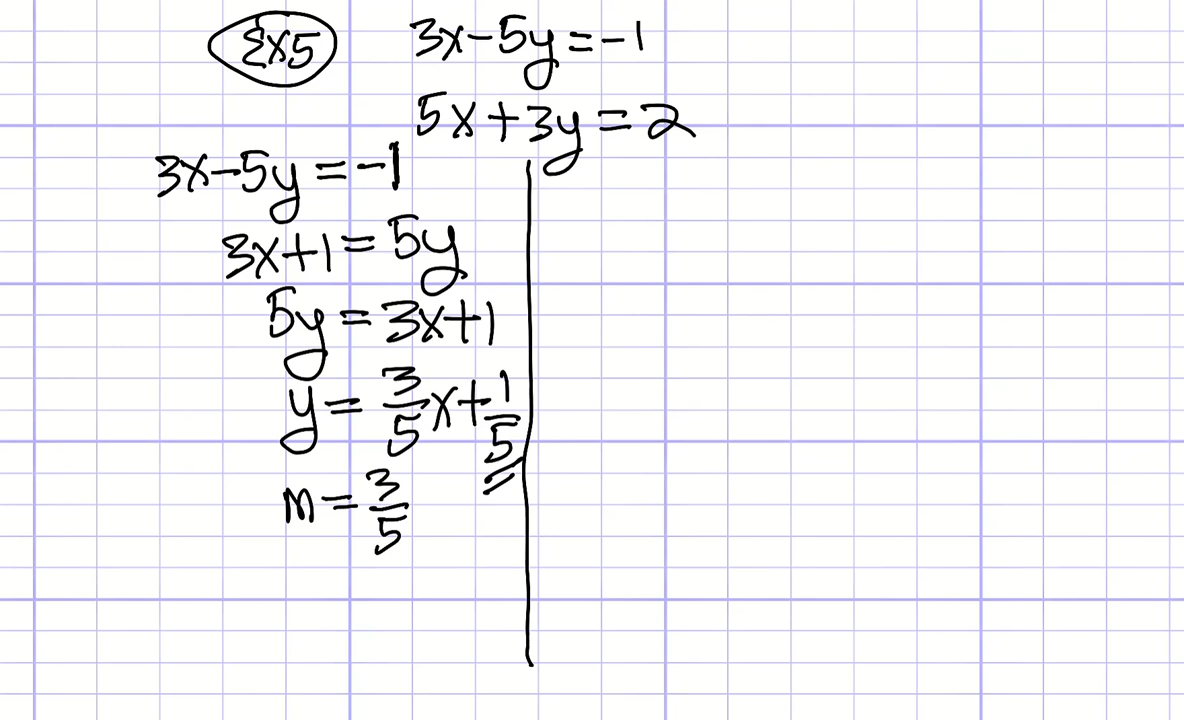 Ex5
3x-5y=-1
5x+3y=2
3x-5y=-1
3x+1=5y
5y=3x+1
y=3/5x+1/5
m=3/5